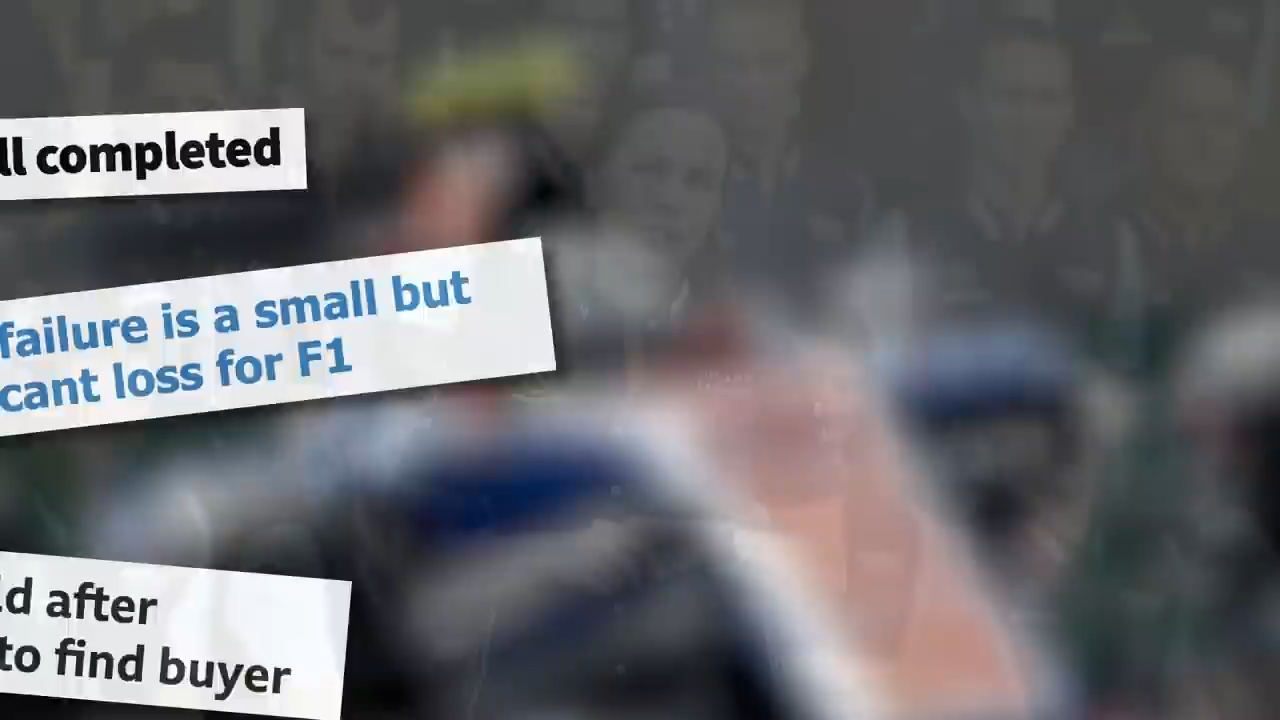 ll completed
failure is a small but
cant loss for F1
ld after
to find buyer